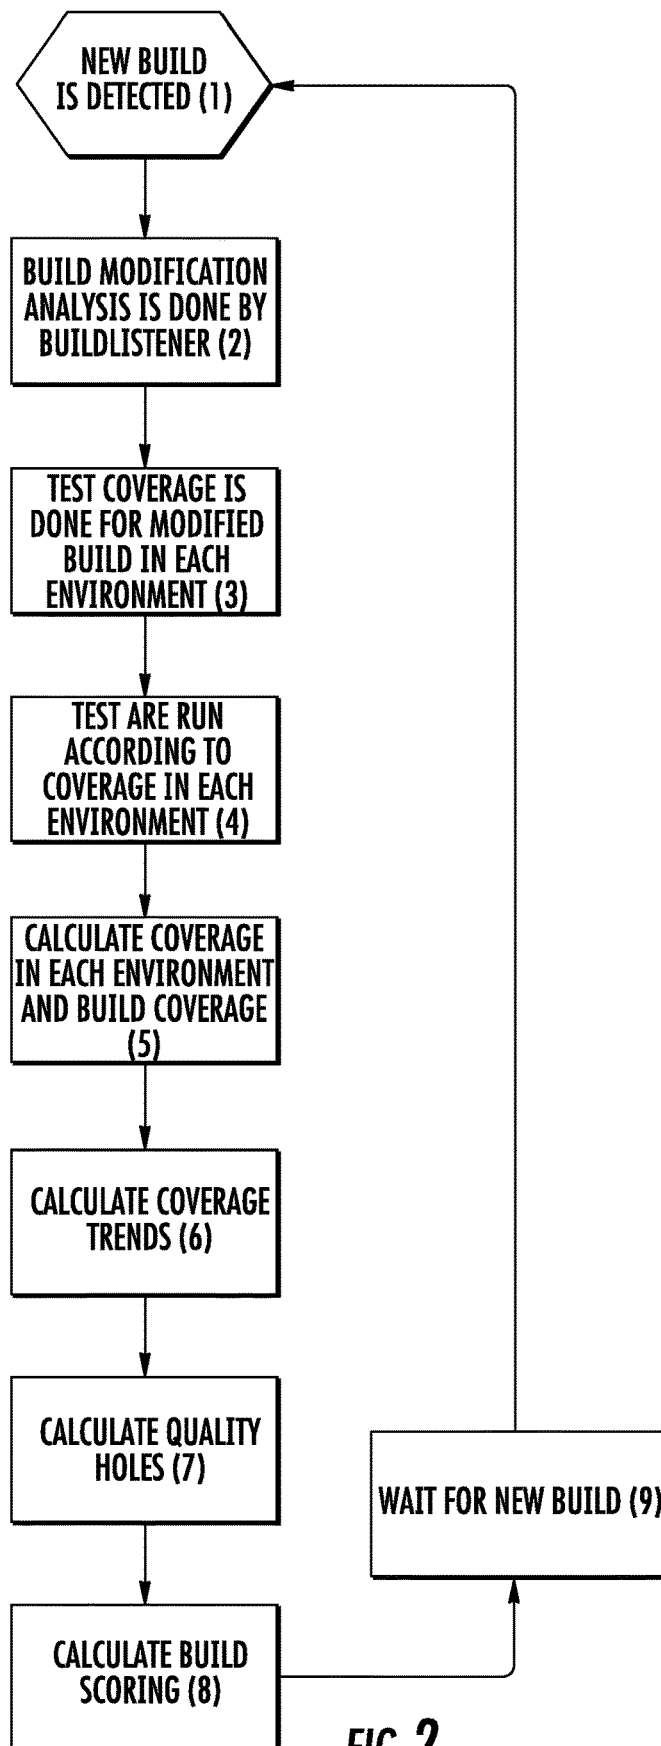 NEW BUILD
IS DETECTED (1)
BUILD MODIFICATION
ANALYSIS IS DONE BY
BUILDLISTENER (2)
TEST COVERAGE IS
DONE FOR MODIFIED
BUILD IN EACH
ENVIRONMENT (3)
TEST ARE RUN
ACCORDING TO
COVERAGE IN EACH
ENVIRONMENT (4)
CALCULATE COVERAGE
IN EACH ENVIRONMENT
AND BUILD COVERAGE
(5)
CALCULATE COVERAGE
TRENDS (6)
CALCULATE QUALITY
HOLES (7)
WAIT FOR NEW BUILD (9)
CALCULATE BUILD
SCORING (8)
FIG. 2